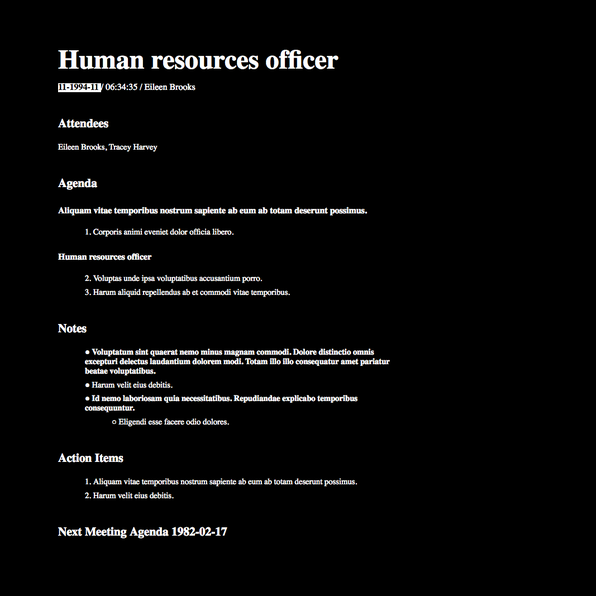 Human resources officer
11-1994-11 / 06:34:35 / Eileen Brooks
Attendees
Eileen Brooks, Tracey Harvey
Agenda
Aliquam vitae temporibus nostrum sapiente ab eum ab totam deserunt possimus.
1. Corporis animi eveniet dolor officia libero.
Human resources officer
2. Voluptas unde ipsa voluptatibus accusantium porro.
3. Harum aliquid repellendus ab et commodi vitae temporibus.
Notes
● Voluptatum sint quaerat nemo minus magnam commodi. Dolore distinctio omnis
excepturi delectus laudantium dolorem modi. Totam illo illo consequatur amet pariatur
beatae voluptatibus.
● Harum velit eius debitis.
● Id nemo laboriosam quia necessitatibus. Repudiandae explicabo temporibus
consequuntur.
○ Eligendi esse facere odio dolores.
Action Items
1. Aliquam vitae temporibus nostrum sapiente ab eum ab totam deserunt possimus.
2. Harum velit eius debitis.
Next Meeting Agenda 1982-02-17